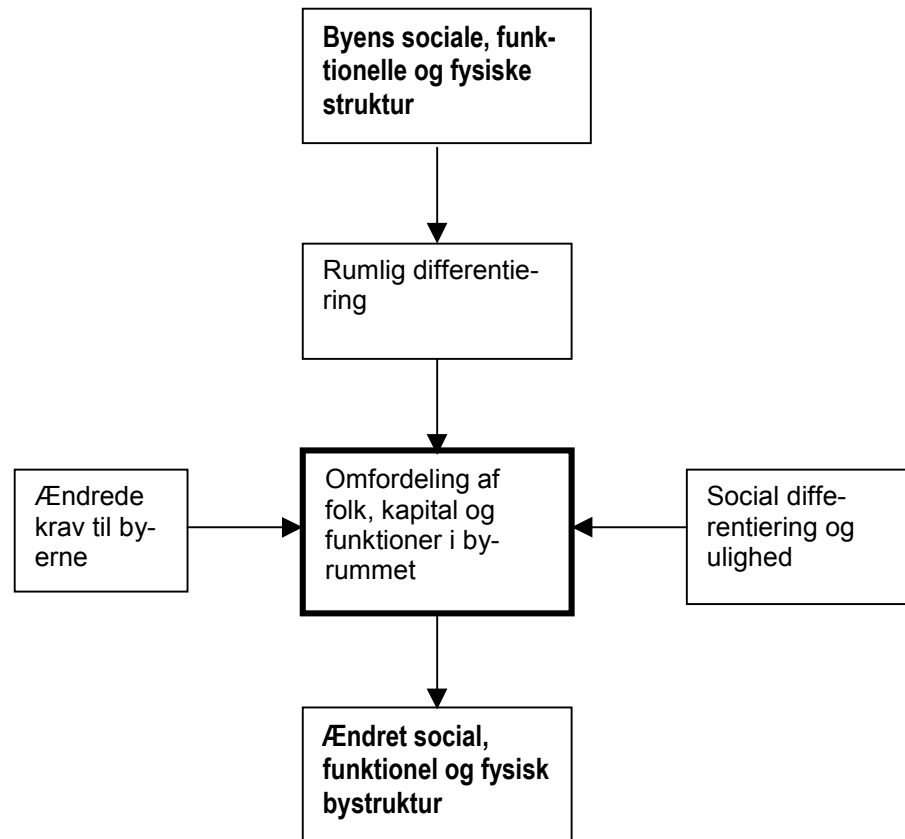 Byens sociale, funk-
tionelle og fysiske
struktur
Rumlig differentie-
ring
Ændrede
krav til by-
erne
Omfordeling af
folk, kapital og
funktioner i by-
rummet
Social diffe-
rentiering og
ulighed
Ændret social,
funktionel og fysisk
bystruktur